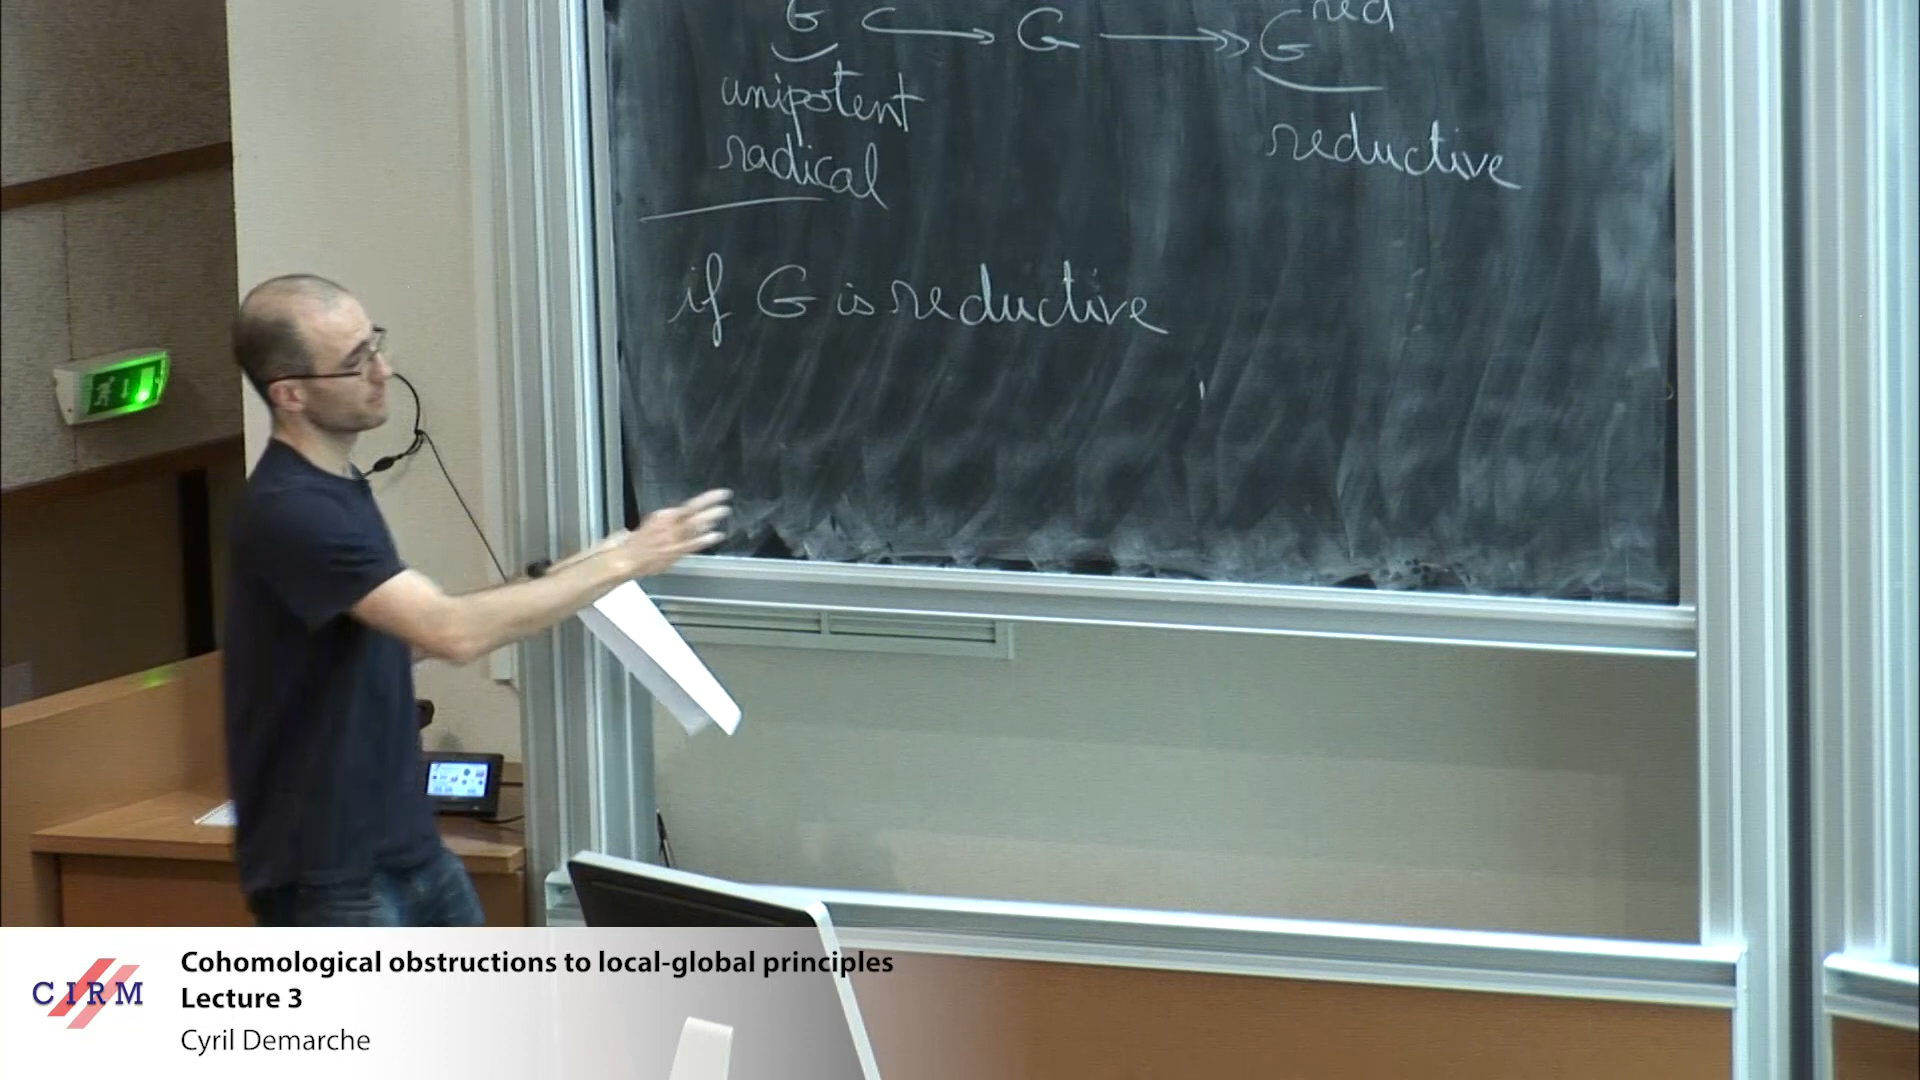 G ↪ G ↠ G^red
unipotent
radical
reductive
if G is reductive
CIRM
Cohomological obstructions to local-global principles
Lecture 3
Cyril Demarche